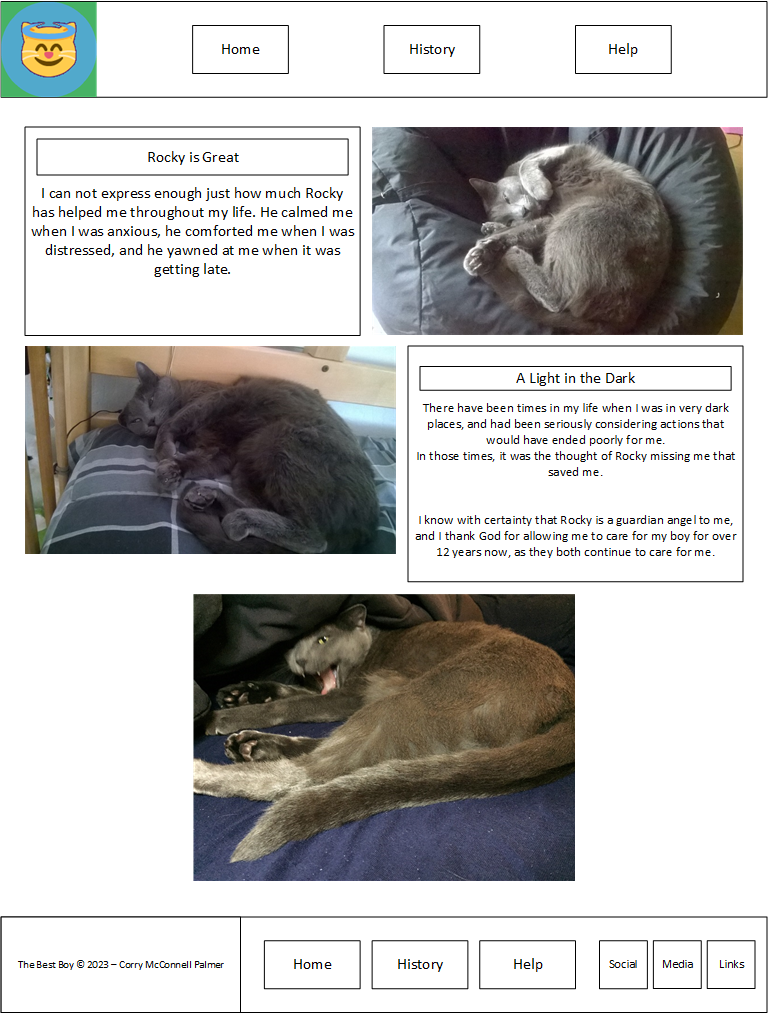 Home
History
Help
Rocky is Great
I can not express enough just how much Rocky
has helped me throughout my life. He calmed me
when I was anxious, he comforted me when I was
distressed, and he yawned at me when it was
getting late.
A Light in the Dark
There have been times in my life when I was in very dark
places, and had been seriously considering actions that
would have ended poorly for me.
In those times, it was the thought of Rocky missing me that
saved me.
I know with certainty that Rocky is a guardian angel to me,
and I thank God for allowing me to care for my boy for over
12 years now, as they both continue to care for me.
The Best Boy © 2023 – Corry McConnell Palmer
Home
History
Help
Social
Media
Links